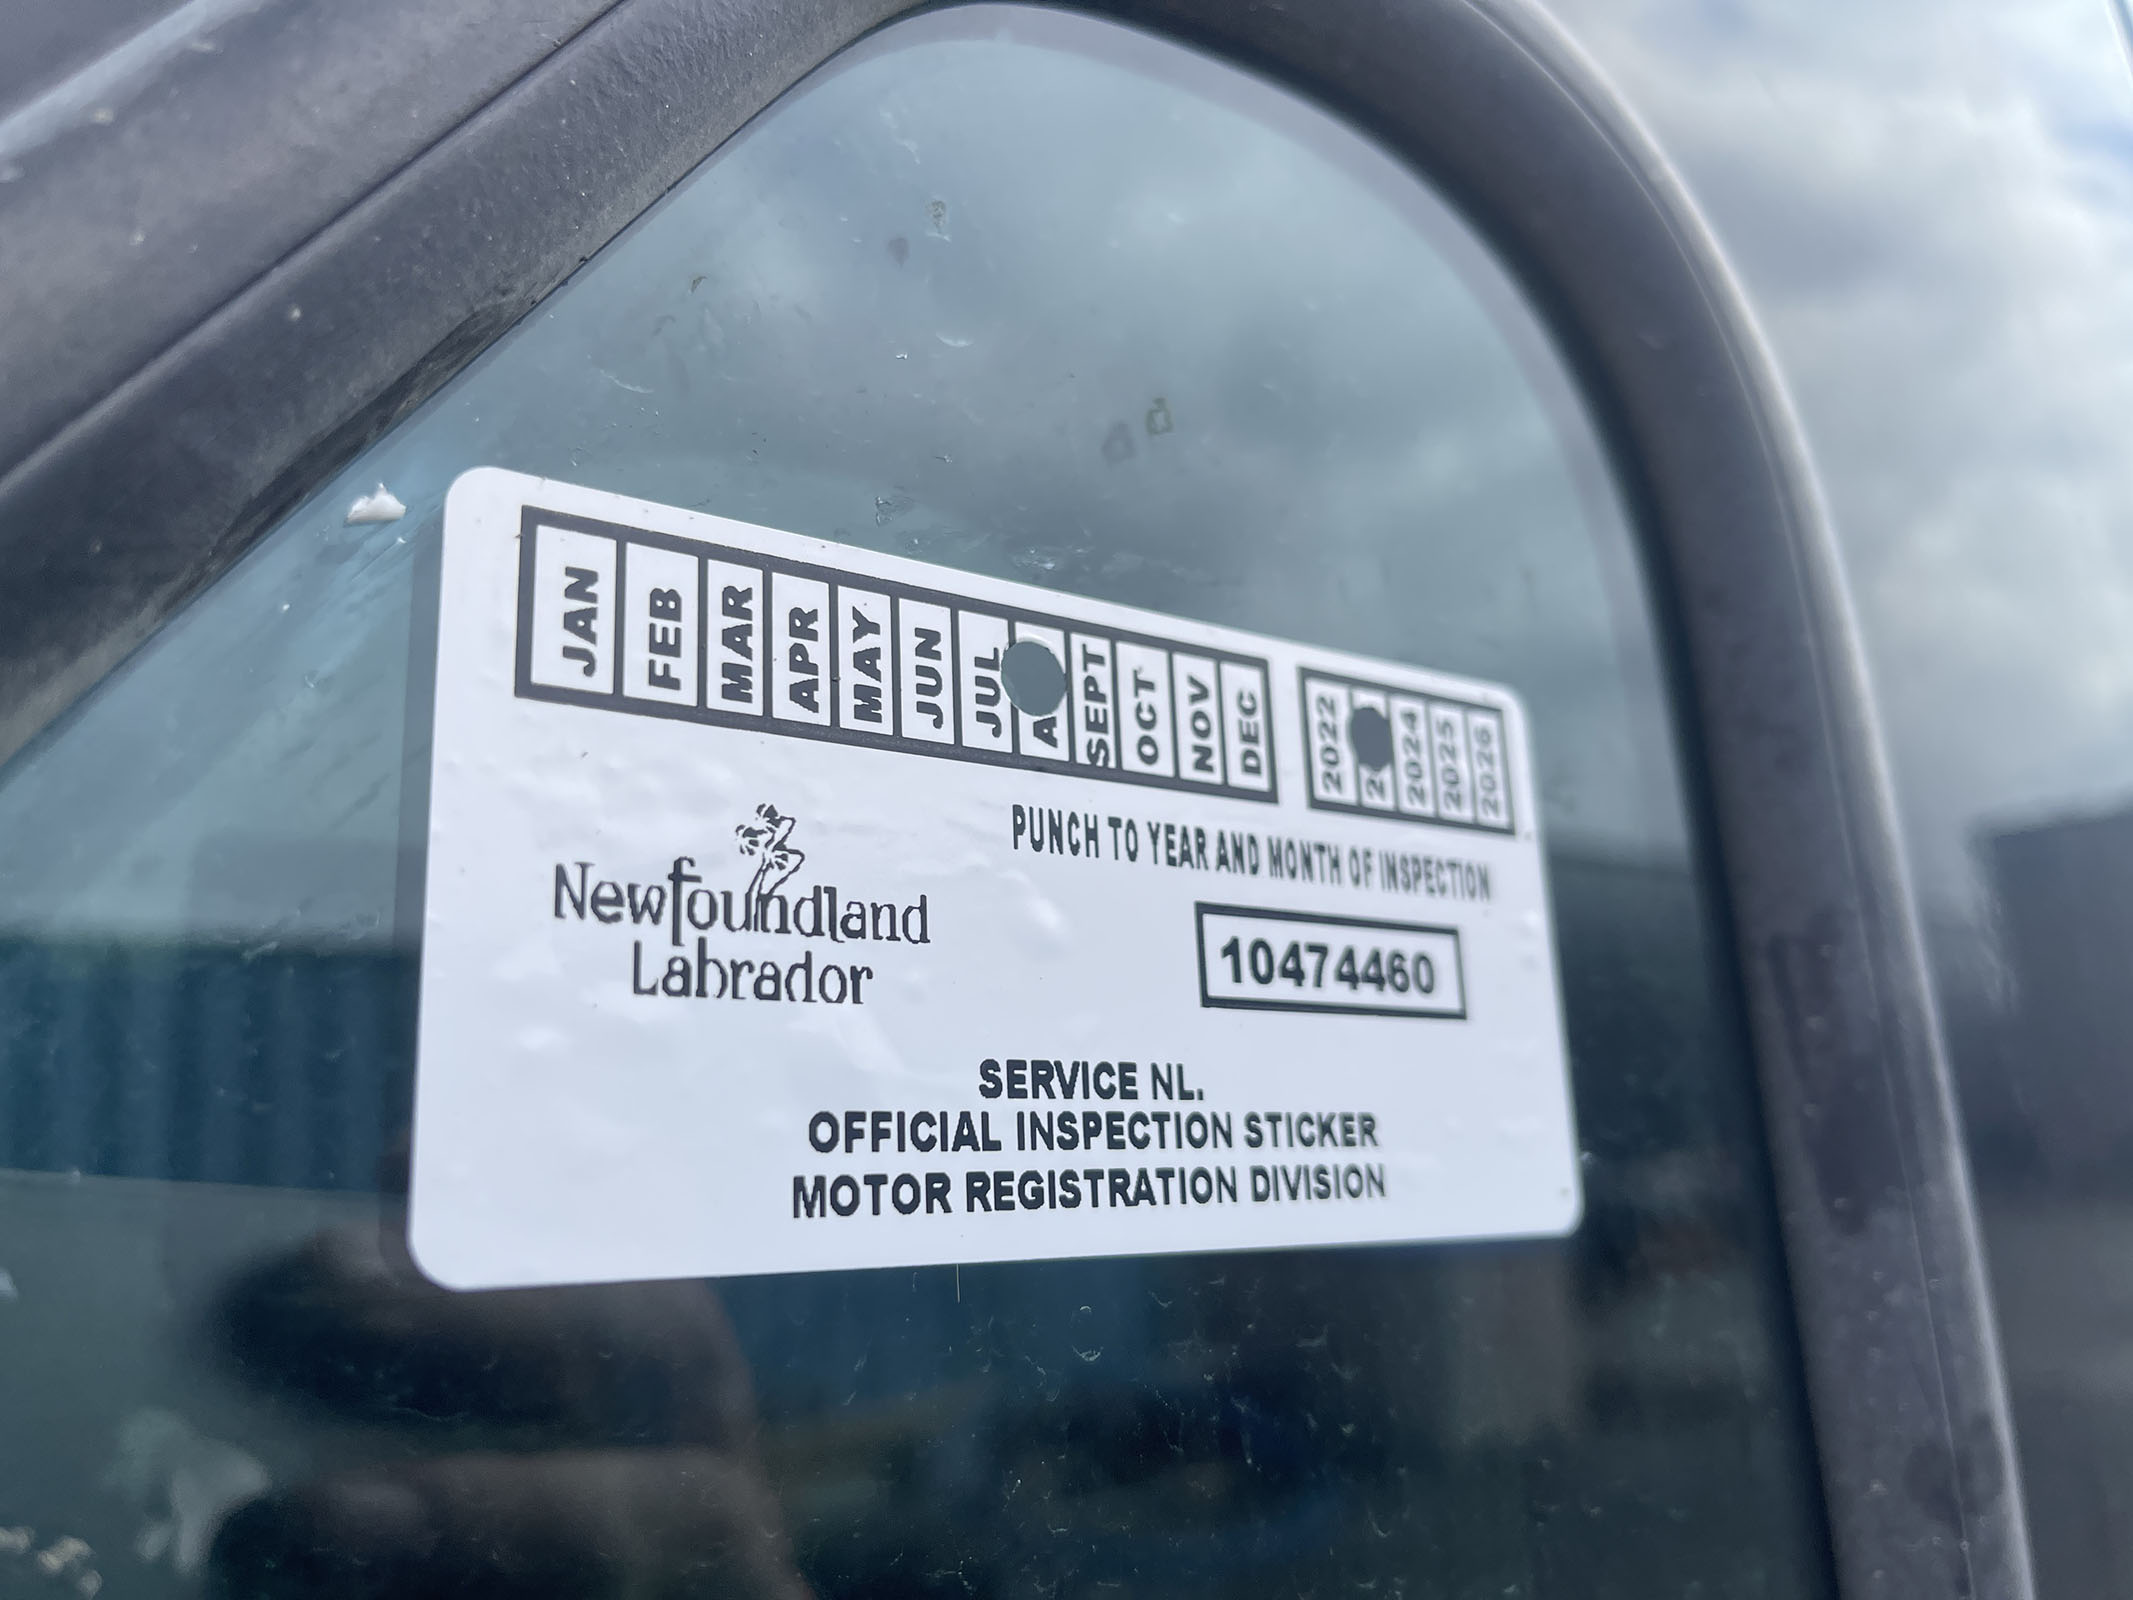 JAN FEB MAR APR MAY JUN JUL A SEPT OCT NOV DEC 2022 2 2024 2025 2026
PUNCH TO YEAR AND MONTH OF INSPECTION
Newfoundland
Labrador
10474460
SERVICE NL.
OFFICIAL INSPECTION STICKER
MOTOR REGISTRATION DIVISION